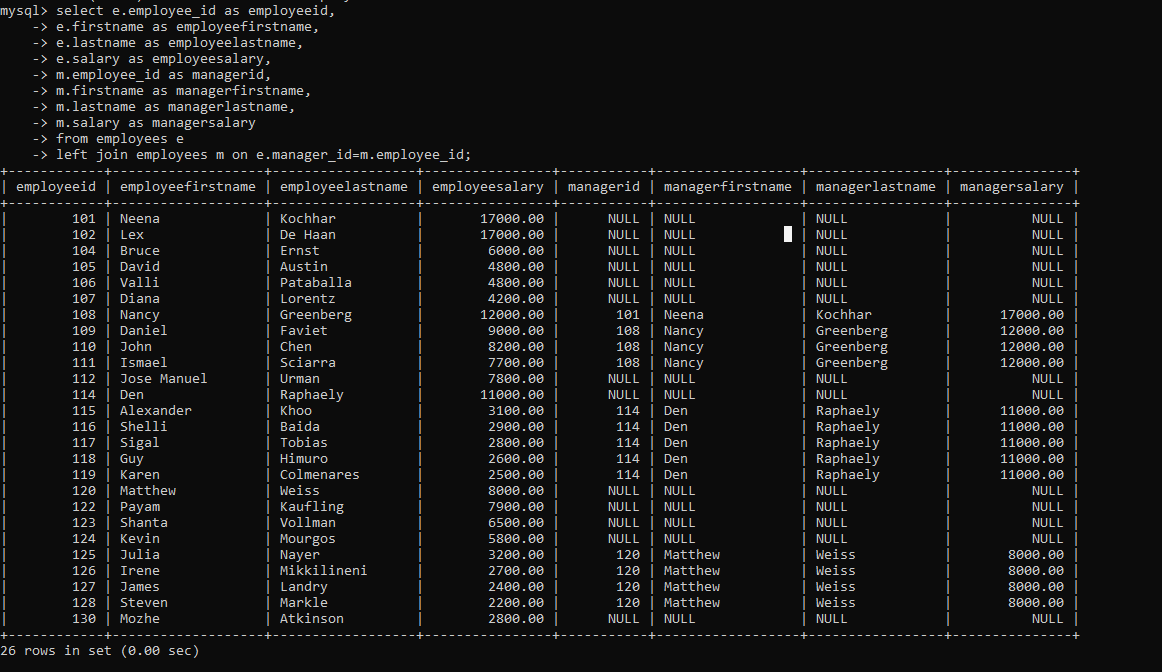 mysql> select e.employee_id as employeeid,
    -> e.firstname as employeefirstname,
    -> e.lastname as employeelastname,
    -> e.salary as employeesalary,
    -> m.employee_id as managerid,
    -> m.firstname as managerfirstname,
    -> m.lastname as managerlastname,
    -> m.salary as managersalary
    -> from employees e
    -> left join employees m on e.manager_id=m.employee_id;
+------------+-------------------+------------------+----------------+-----------+------------------+-----------------+---------------+
| employeeid | employeefirstname | employeelastname | employeesalary | managerid | managerfirstname | managerlastname | managersalary |
+------------+-------------------+------------------+----------------+-----------+------------------+-----------------+---------------+
|        101 | Neena             | Kochhar          |       17000.00 |      NULL | NULL             | NULL            |          NULL |
|        102 | Lex               | De Haan          |       17000.00 |      NULL | NULL             | NULL            |          NULL |
|        104 | Bruce             | Ernst            |        6000.00 |      NULL | NULL             | NULL            |          NULL |
|        105 | David             | Austin           |        4800.00 |      NULL | NULL             | NULL            |          NULL |
|        106 | Valli             | Pataballa        |        4800.00 |      NULL | NULL             | NULL            |          NULL |
|        107 | Diana             | Lorentz          |        4200.00 |      NULL | NULL             | NULL            |          NULL |
|        108 | Nancy             | Greenberg        |       12000.00 |       101 | Neena            | Kochhar         |      17000.00 |
|        109 | Daniel            | Faviet           |        9000.00 |       108 | Nancy            | Greenberg       |      12000.00 |
|        110 | John              | Chen             |        8200.00 |       108 | Nancy            | Greenberg       |      12000.00 |
|        111 | Ismael            | Sciarra          |        7700.00 |       108 | Nancy            | Greenberg       |      12000.00 |
|        112 | Jose Manuel       | Urman            |        7800.00 |      NULL | NULL             | NULL            |          NULL |
|        114 | Den               | Raphaely         |       11000.00 |      NULL | NULL             | NULL            |          NULL |
|        115 | Alexander         | Khoo             |        3100.00 |       114 | Den              | Raphaely        |      11000.00 |
|        116 | Shelli            | Baida            |        2900.00 |       114 | Den              | Raphaely        |      11000.00 |
|        117 | Sigal             | Tobias           |        2800.00 |       114 | Den              | Raphaely        |      11000.00 |
|        118 | Guy               | Himuro           |        2600.00 |       114 | Den              | Raphaely        |      11000.00 |
|        119 | Karen             | Colmenares       |        2500.00 |       114 | Den              | Raphaely        |      11000.00 |
|        120 | Matthew           | Weiss            |        8000.00 |      NULL | NULL             | NULL            |          NULL |
|        122 | Payam             | Kaufling         |        7900.00 |      NULL | NULL             | NULL            |          NULL |
|        123 | Shanta            | Vollman          |        6500.00 |      NULL | NULL             | NULL            |          NULL |
|        124 | Kevin             | Mourgos          |        5800.00 |      NULL | NULL             | NULL            |          NULL |
|        125 | Julia             | Nayer            |        3200.00 |       120 | Matthew          | Weiss           |       8000.00 |
|        126 | Irene             | Mikkilineni      |        2700.00 |       120 | Matthew          | Weiss           |       8000.00 |
|        127 | James             | Landry           |        2400.00 |       120 | Matthew          | Weiss           |       8000.00 |
|        128 | Steven            | Markle           |        2200.00 |       120 | Matthew          | Weiss           |       8000.00 |
|        130 | Mozhe             | Atkinson         |        2800.00 |      NULL | NULL             | NULL            |          NULL |
+------------+-------------------+------------------+----------------+-----------+------------------+-----------------+---------------+
26 rows in set (0.00 sec)